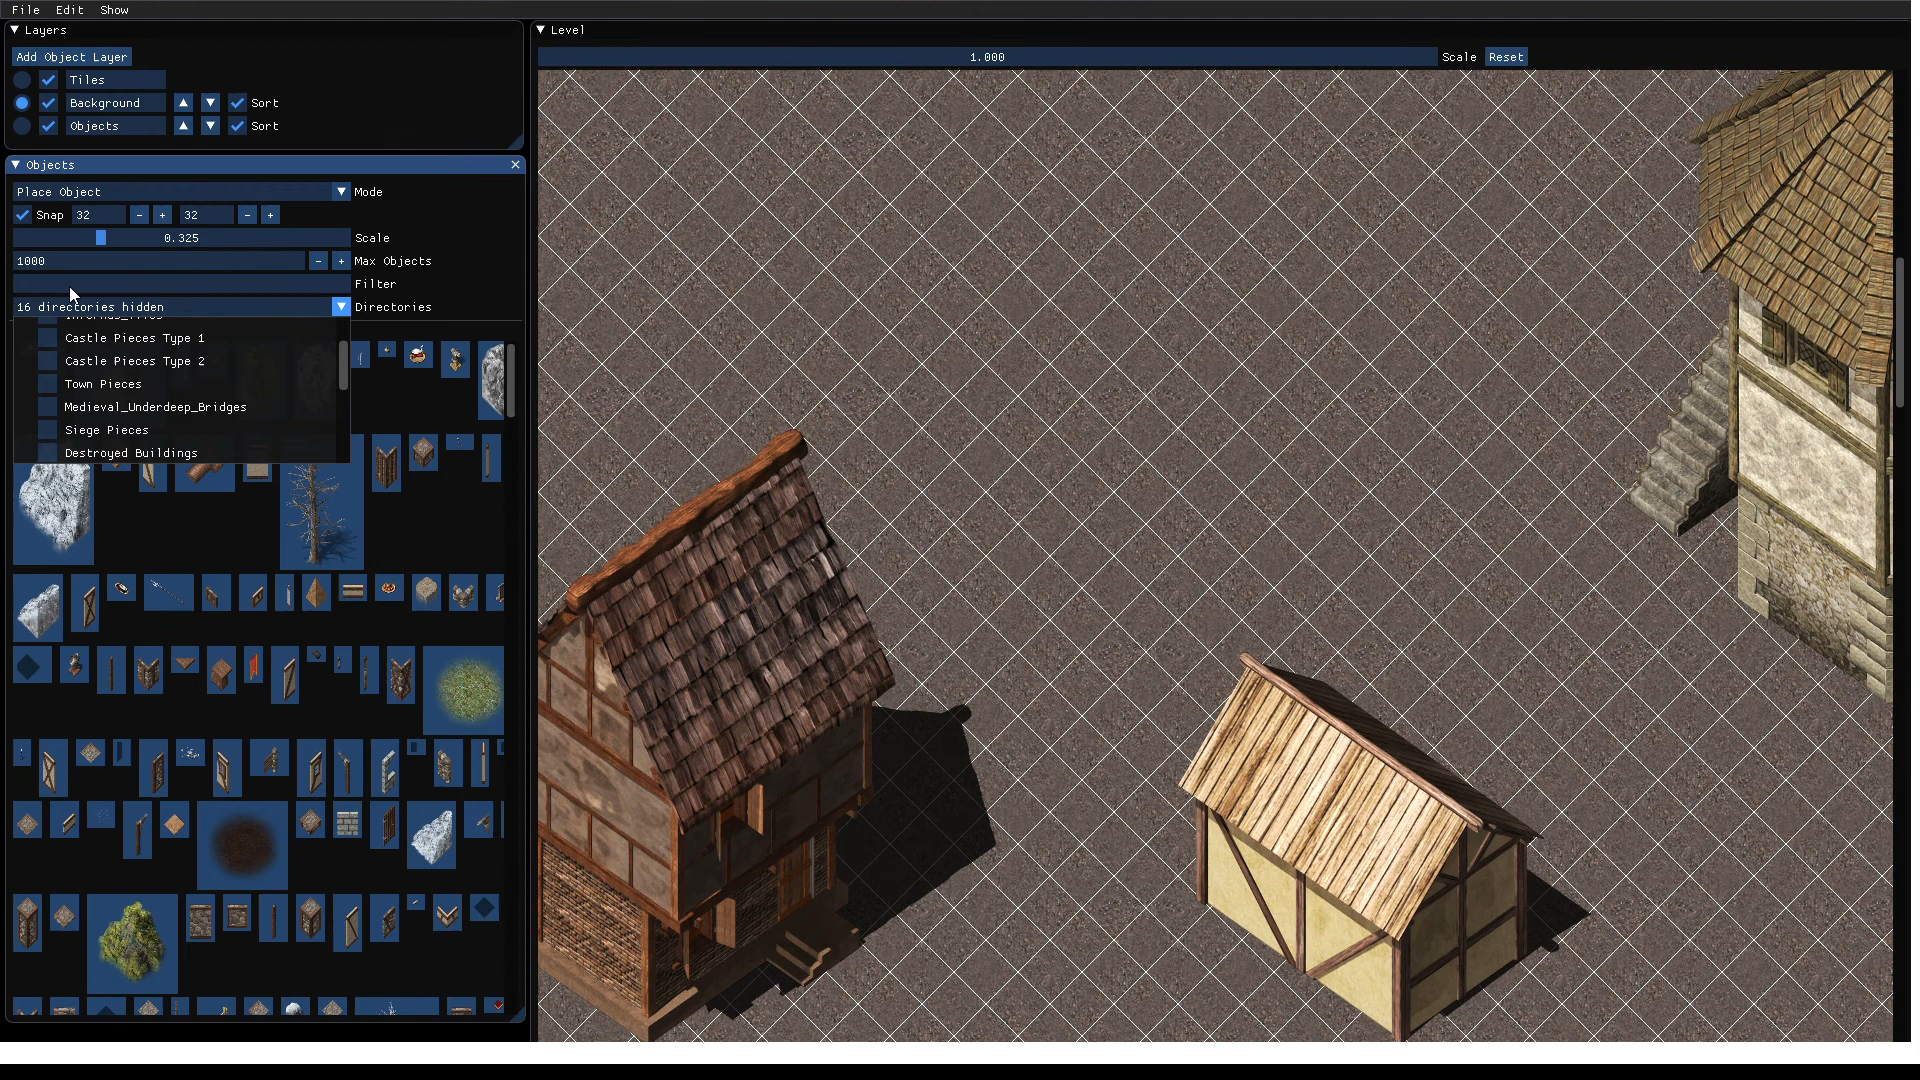 File Edit Show
Layers
Add Object Layer
Tiles
Background Sort
Objects Sort
Objects
Place Object Mode
Snap 32 - + 32 - +
0.325 Scale
1000 - + Max Objects
Filter
16 directories hidden Directories
Castle Pieces Type 1
Castle Pieces Type 2
Town Pieces
Medieval_Underdeep_Bridges
Siege Pieces
Destroyed Buildings
Level
1.000 Scale Reset